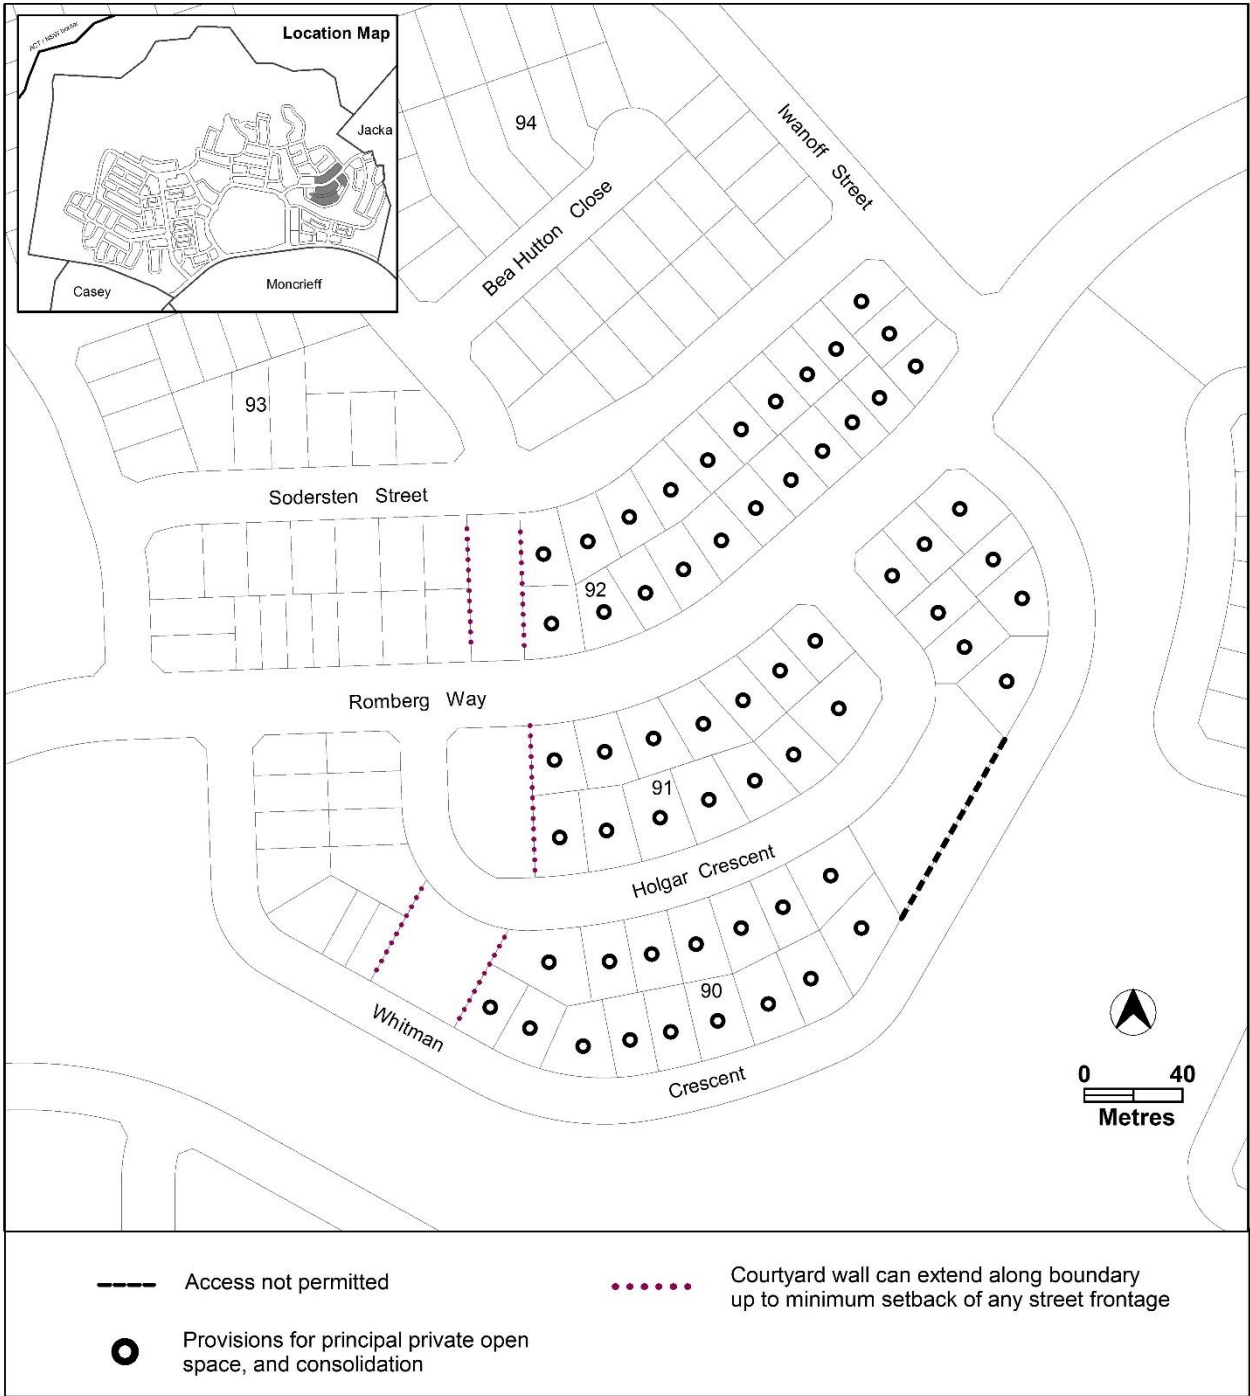 Location Map
ACT / NSW border
Jacka
Casey
Moncrieff
94
Iwanoff Street
Bea Hutton Close
93
Sodersten Street
92
Romberg Way
91
Holgar Crescent
90
Whitman
Crescent
0 40
Metres
Access not permitted
Courtyard wall can extend along boundary
up to minimum setback of any street frontage
Provisions for principal private open
space, and consolidation